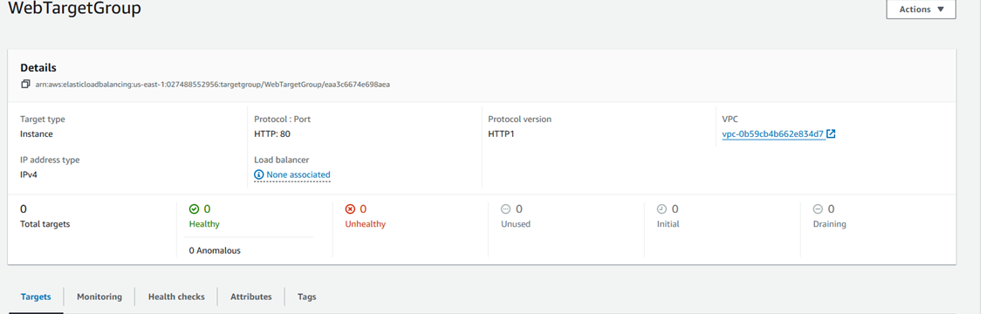 WebTargetGroup
Actions
Details
arn:aws:elasticloadbalancing:us-east-1:027488552956:targetgroup/WebTargetGroup/eaa3c6674e698aea
Target type
Instance
Protocol : Port
HTTP: 80
Protocol version
HTTP1
VPC
vpc-0b59cb4b662e834d7
IP address type
IPv4
Load balancer
None associated
0
Total targets
0
Healthy
0 Anomalous
0
Unhealthy
0
Unused
0
Initial
0
Draining
Targets
Monitoring
Health checks
Attributes
Tags